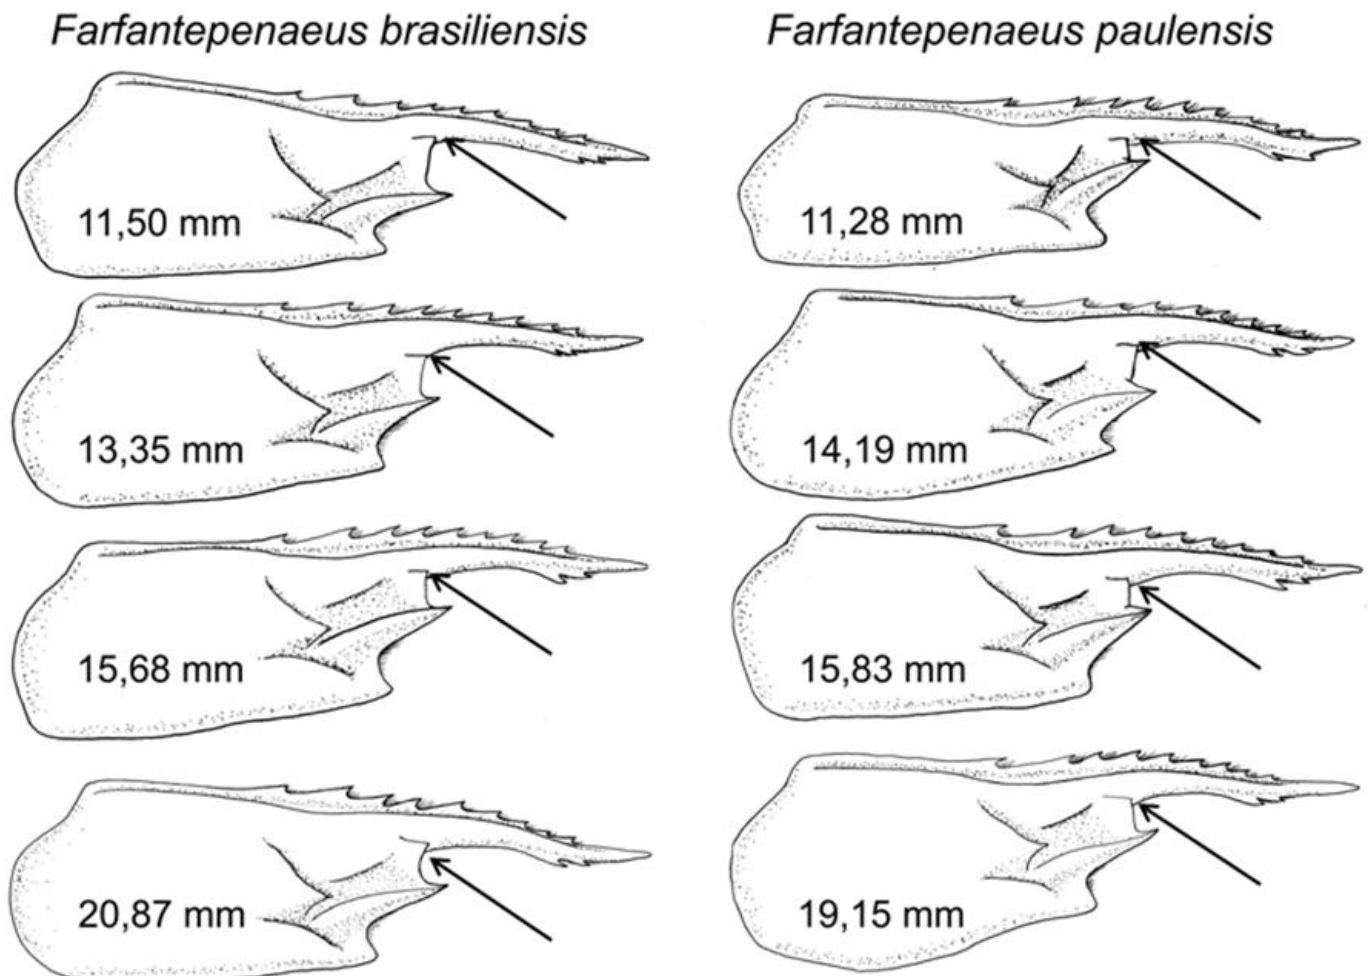 Farfantepenaeus brasiliensis
Farfantepenaeus paulensis
11,50 mm
11,28 mm
13,35 mm
14,19 mm
15,68 mm
15,83 mm
20,87 mm
19,15 mm